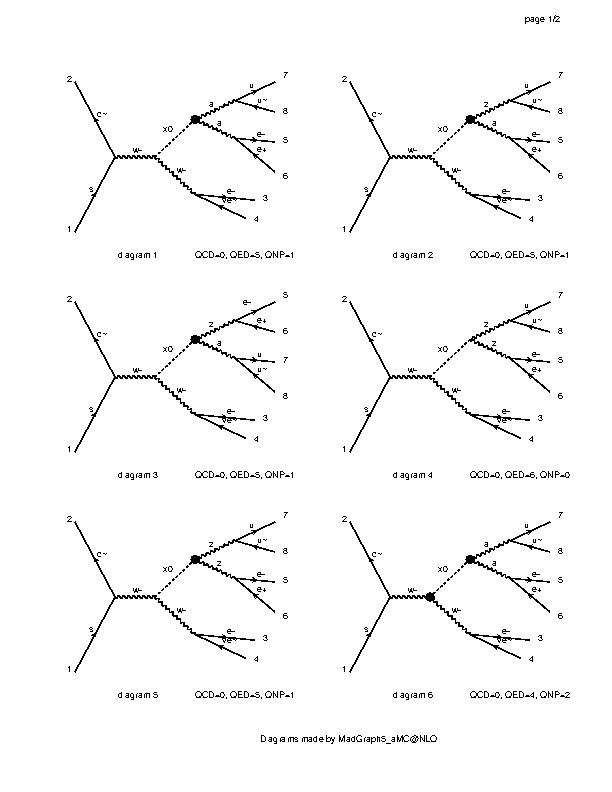 page 1/2
2
c~
s
1
w-
x0
a
u
7
u~
8
a
e-
5
e+
6
w-
e-
3
ve~
4
diagram 1 QCD=0, QED=5, QNP=1
2
c~
s
1
w-
x0
z
u
7
u~
8
a
e-
5
e+
6
w-
e-
3
ve~
4
diagram 2 QCD=0, QED=5, QNP=1
2
c~
s
1
w-
x0
z
e-
5
e+
6
a
u
7
u~
8
w-
e-
3
ve~
4
diagram 3 QCD=0, QED=5, QNP=1
2
c~
s
1
w-
x0
z
u
7
u~
8
z
e-
5
e+
6
w-
e-
3
ve~
4
diagram 4 QCD=0, QED=6, QNP=0
2
c~
s
1
w-
x0
z
u
7
u~
8
z
e-
5
e+
6
w-
e-
3
ve~
4
diagram 5 QCD=0, QED=5, QNP=1
2
c~
s
1
w-
x0
a
u
7
u~
8
a
e-
5
e+
6
w-
e-
3
ve~
4
diagram 6 QCD=0, QED=4, QNP=2
Diagrams made by MadGraph5_aMC@NLO